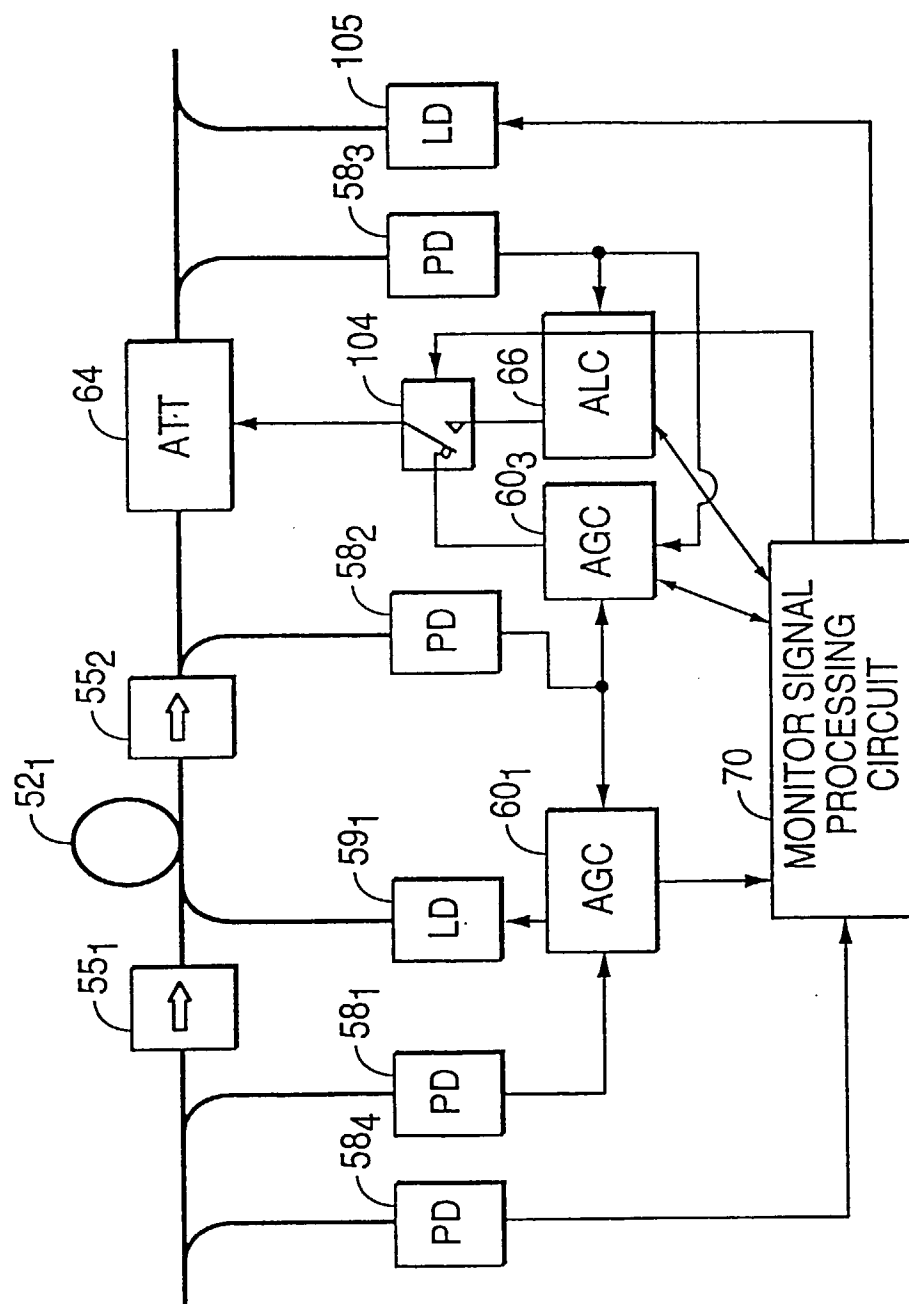 52₁
64
55₁
55₂
ATT
58₄
58₁
59₁
58₂
58₃
105
PD
PD
LD
PD
PD
LD
104
60₁
60₃
66
AGC
AGC
ALC
70
MONITOR SIGNAL
PROCESSING
CIRCUIT